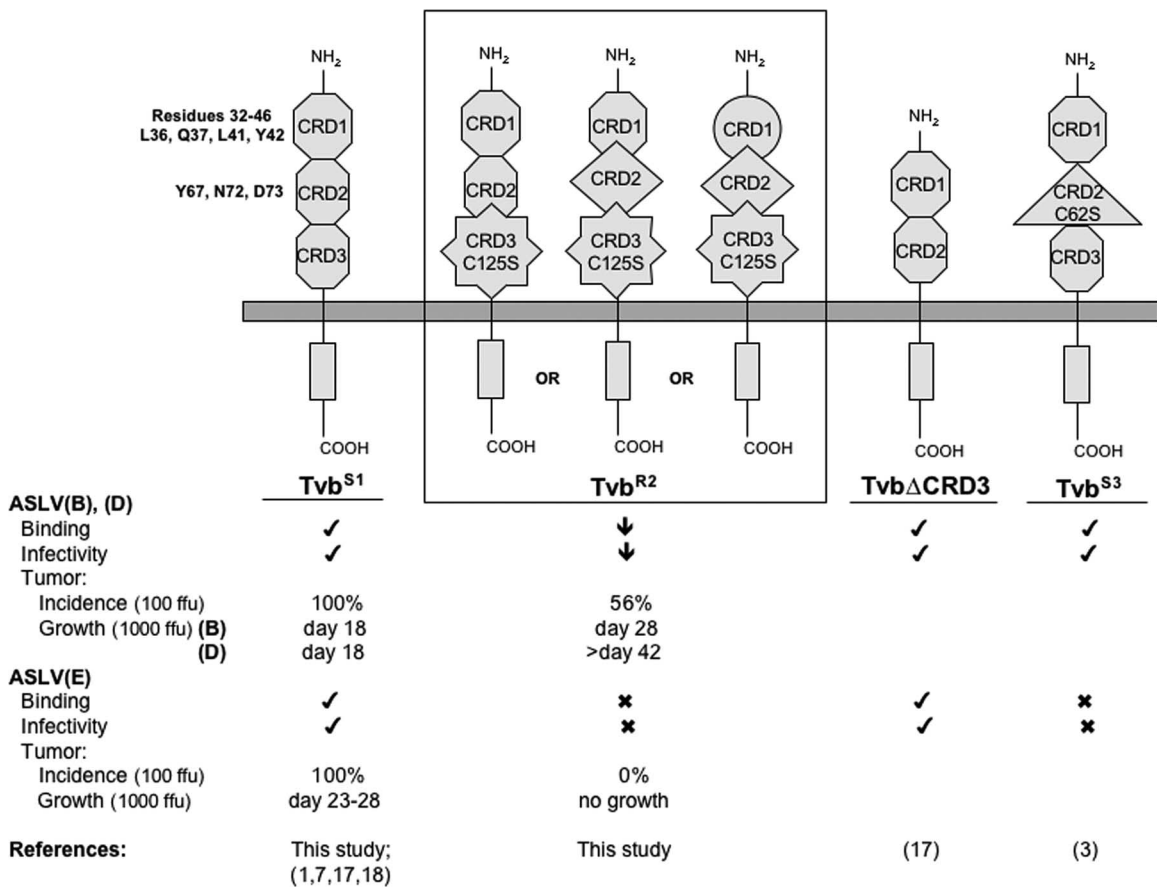 NH2 NH2 NH2 NH2 NH2 NH2
Residues 32-46
L36, Q37, L41, Y42
CRD1 CRD1 CRD1 CRD1 CRD1 CRD1
Y67, N72, D73
CRD2 CRD2 CRD2 CRD2 CRD2 CRD2
C62S
CRD3 CRD3 CRD3 CRD3 CRD3
C125S C125S C125S
OR OR
COOH COOH COOH COOH COOH COOH
TvbS1 TvbR2 TvbΔCRD3 TvbS3
ASLV(B), (D)
Binding ✓ ↓ ✓ ✓
Infectivity ✓ ↓ ✓ ✓
Tumor:
Incidence (100 ffu) 100% 56%
Growth (1000 ffu) (B) day 18 day 28
(D) day 18 >day 42
ASLV(E)
Binding ✓ ✖ ✓ ✖
Infectivity ✓ ✖ ✓ ✖
Tumor:
Incidence (100 ffu) 100% 0%
Growth (1000 ffu) day 23-28 no growth
References: This study; This study (17) (3)
(1,7,17,18)